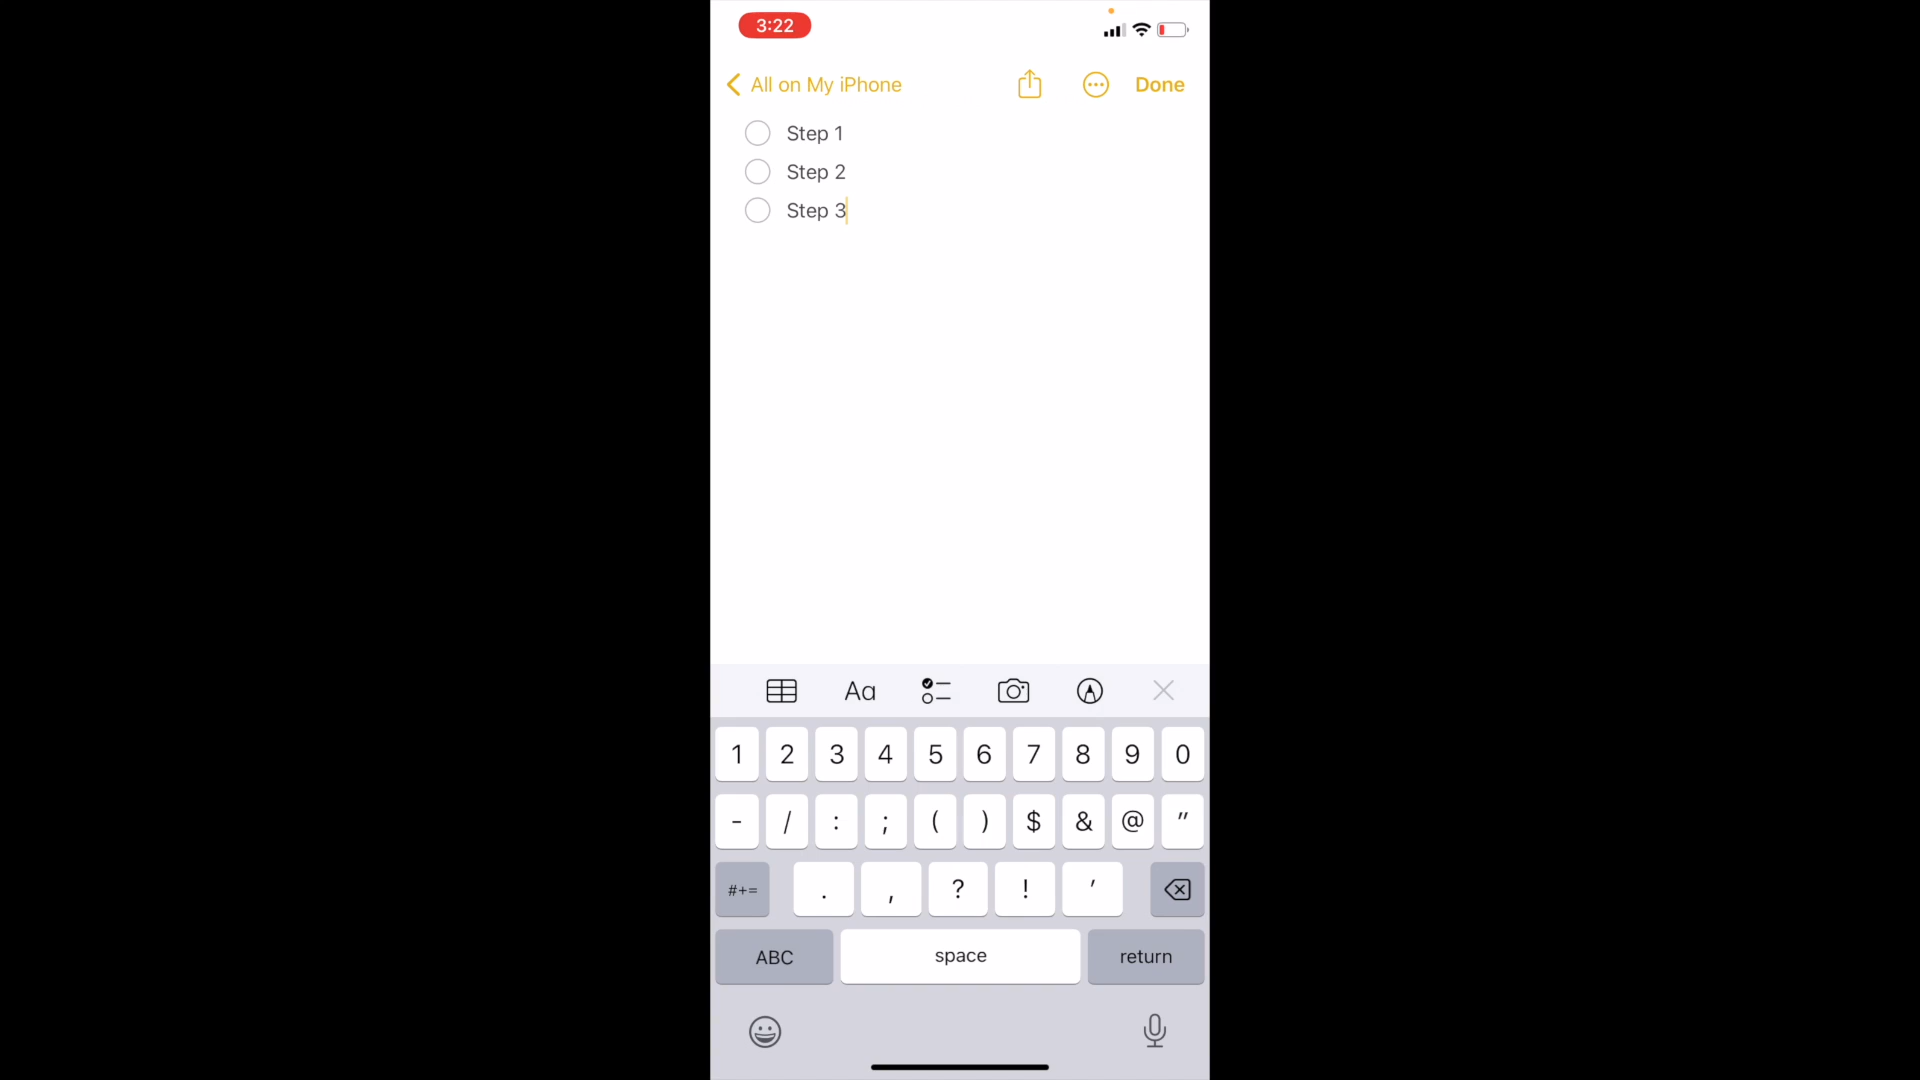 3:22
All on My iPhone
Done
Step 1
Step 2
Step 3
Aa
1 2 3 4 5 6 7 8 9 0
- / : ; ( ) $ & @ "
#+= . , ? ! '
ABC space return